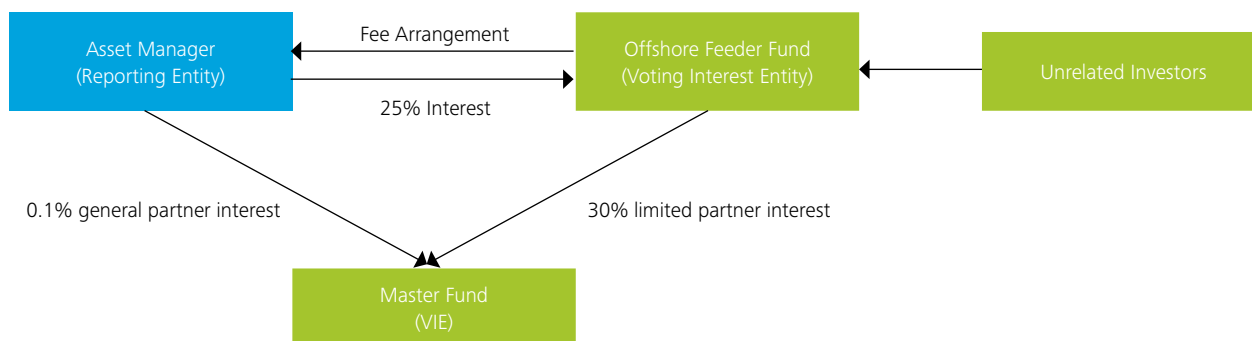 Asset Manager
(Reporting Entity)
Fee Arrangement
25% Interest
Offshore Feeder Fund
(Voting Interest Entity)
Unrelated Investors
0.1% general partner interest
30% limited partner interest
Master Fund
(VIE)